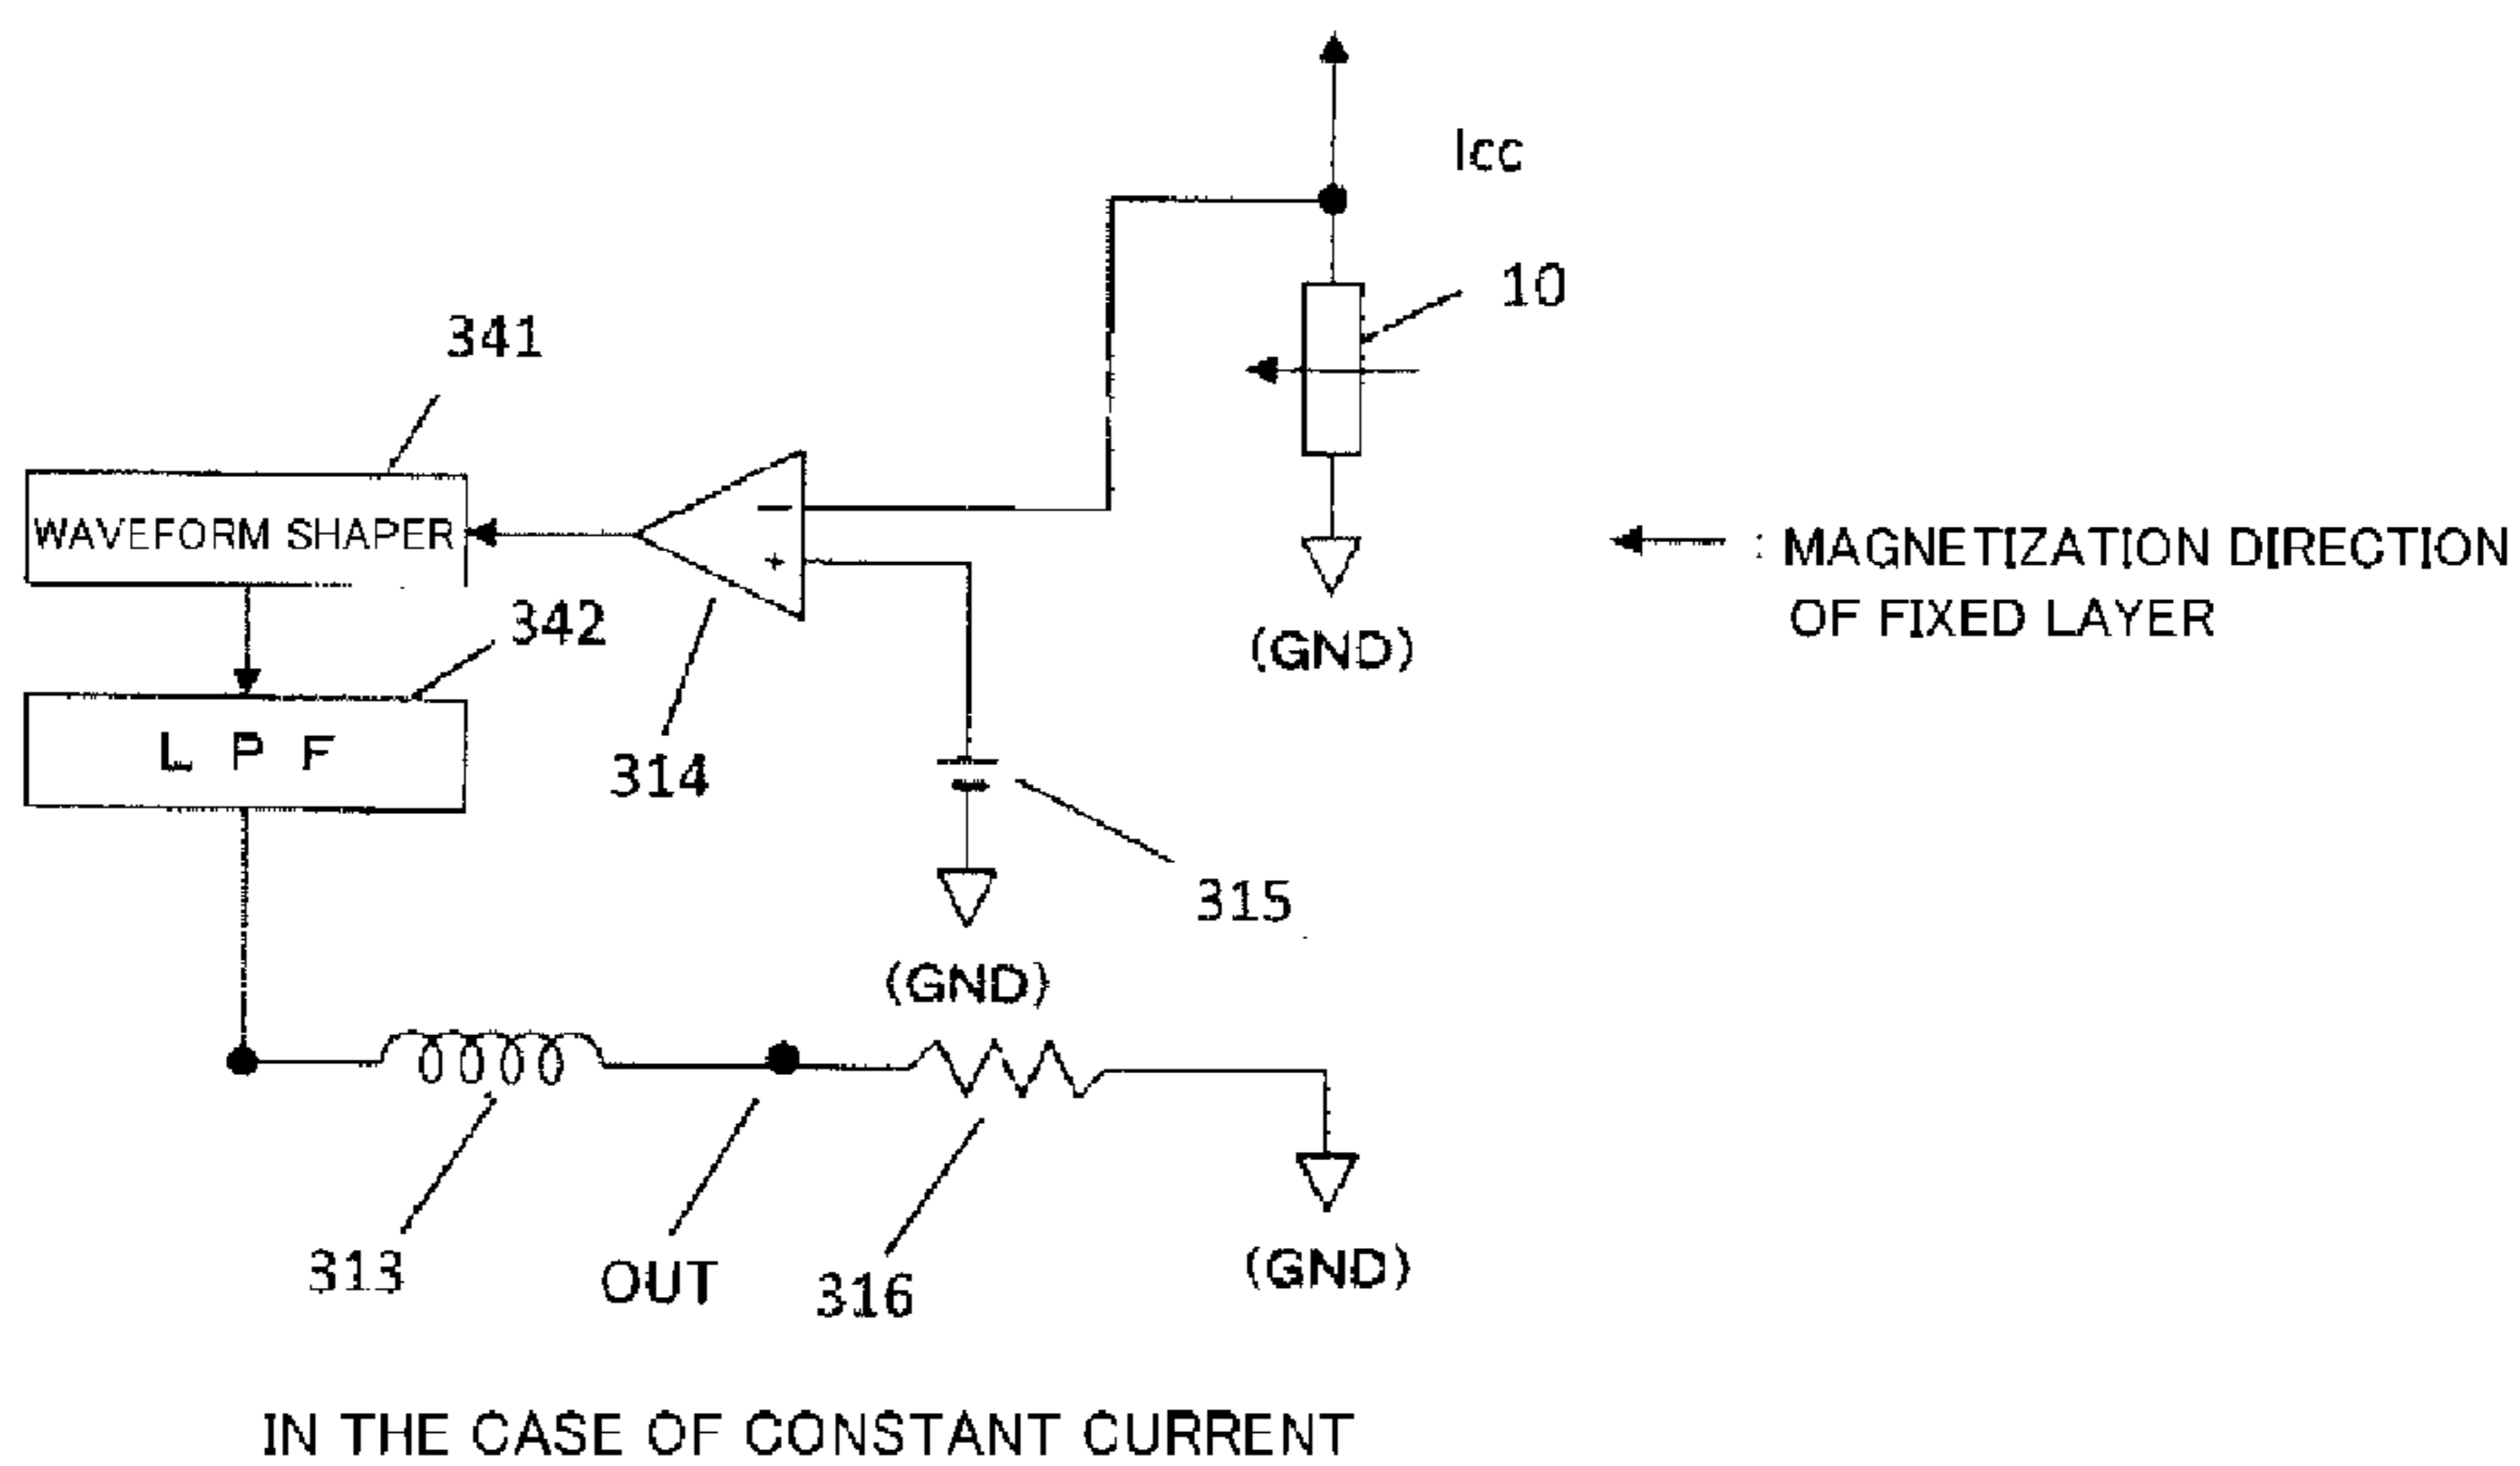 Icc
10
341
WAVEFORM SHAPER
−
+
: MAGNETIZATION DIRECTION
OF FIXED LAYER
342
(GND)
L P F
314
315
(GND)
313
OUT
316
(GND)
IN THE CASE OF CONSTANT CURRENT